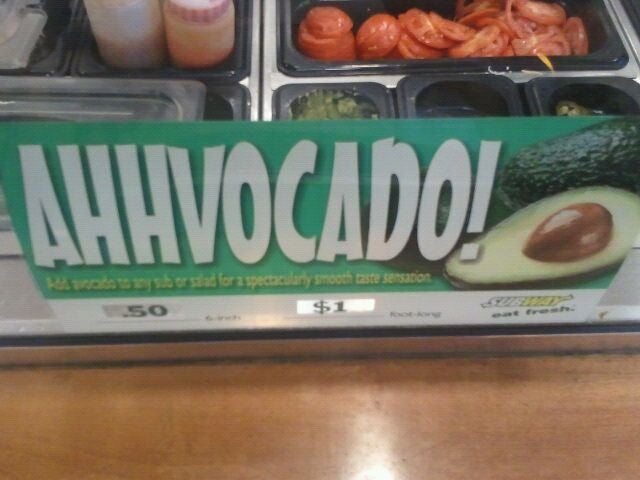 AHHVOCADO!
Add avocado to any sub or salad for a spectacularly smooth taste sensation.
.50 6-inch $1 foot-long
SUBWAY
eat fresh.